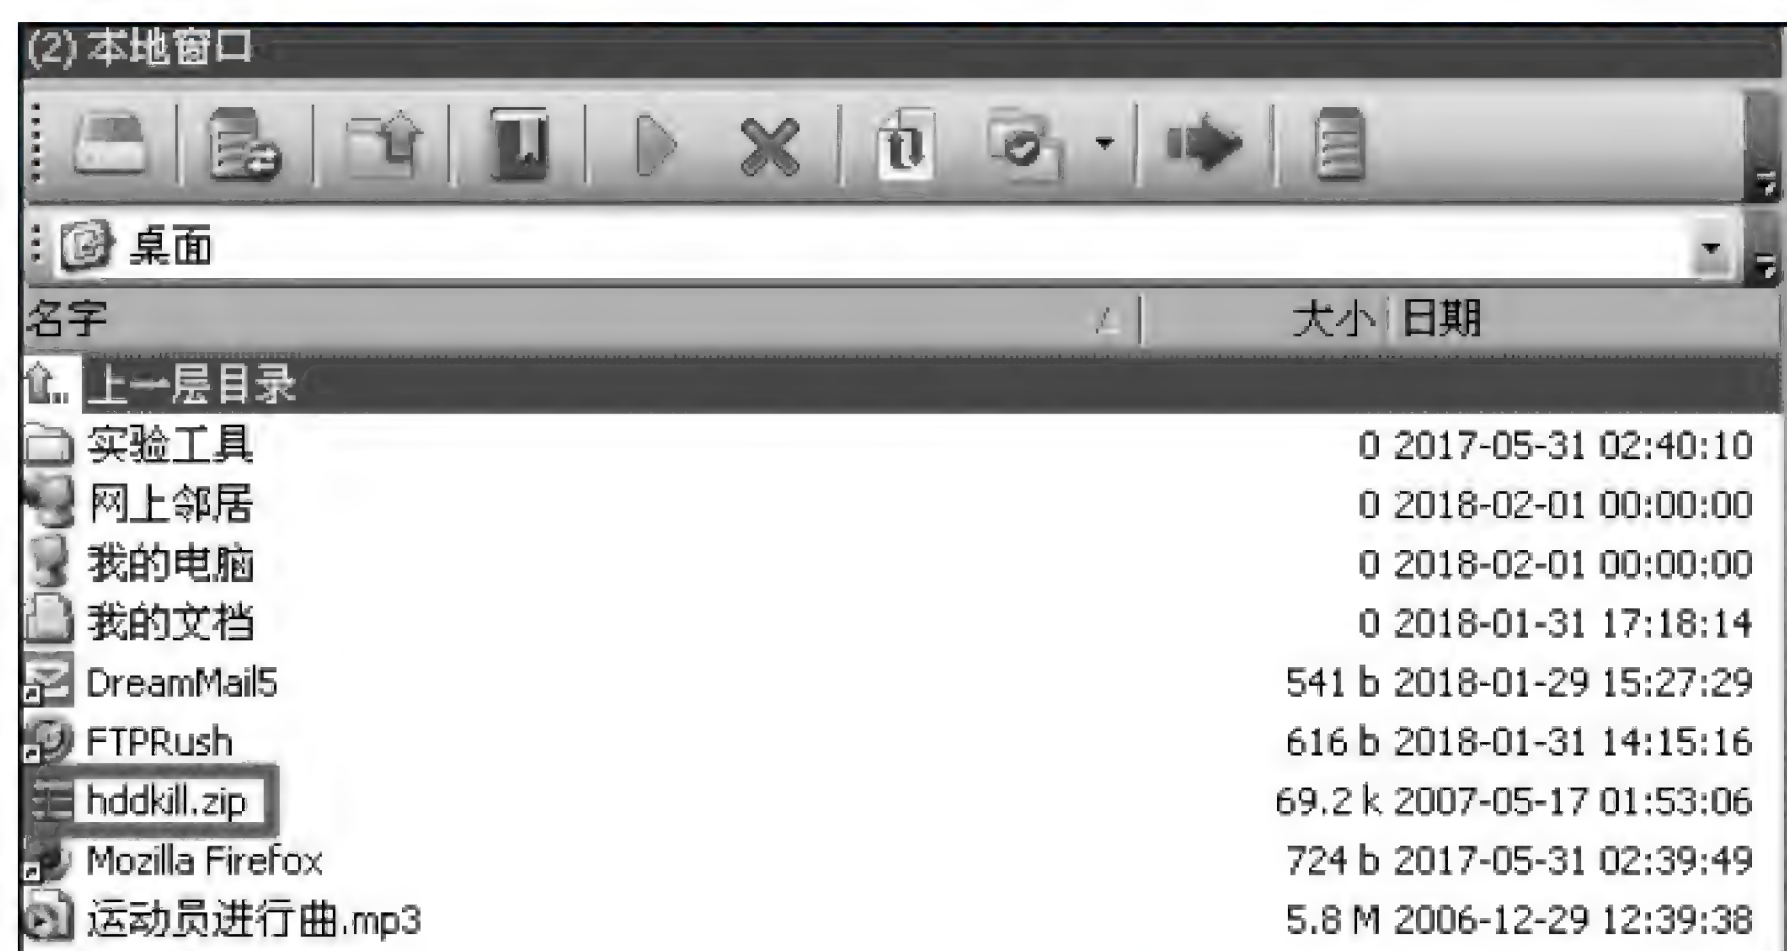 (2) 本地窗口
桌面
名字 大小 日期
上一层目录
实验工具 0 2017-05-31 02:40:10
网上邻居 0 2018-02-01 00:00:00
我的电脑 0 2018-02-01 00:00:00
我的文档 0 2018-01-31 17:18:14
DreamMail5 541 b 2018-01-29 15:27:29
FTPRush 616 b 2018-01-31 14:15:16
hddkill.zip 69.2 k 2007-05-17 01:53:06
Mozilla Firefox 724 b 2017-05-31 02:39:49
运动员进行曲.mp3 5.8 M 2006-12-29 12:39:38